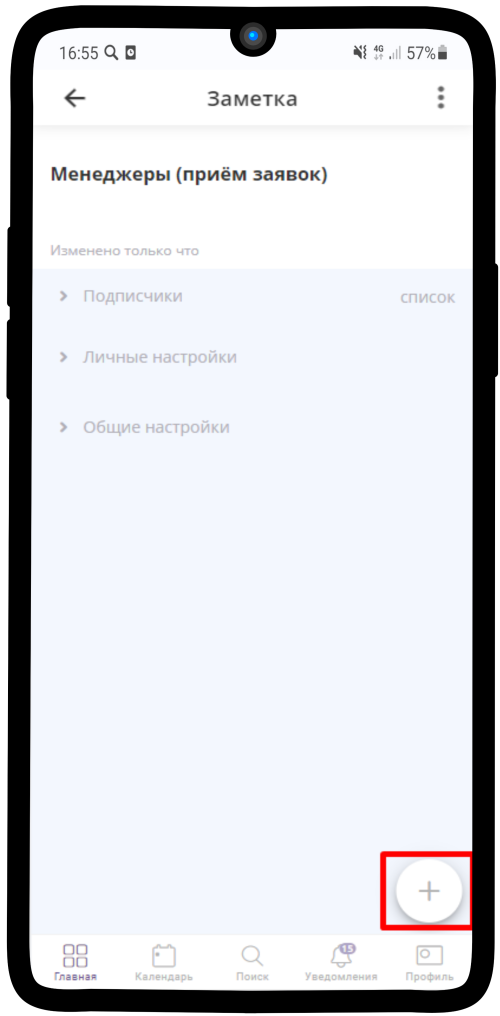 16:55 4G 57%
Заметка
Менеджеры (приём заявок)
Изменено только что
Подписчики список
Личные настройки
Общие настройки
15
Главная Календарь Поиск Уведомления Профиль